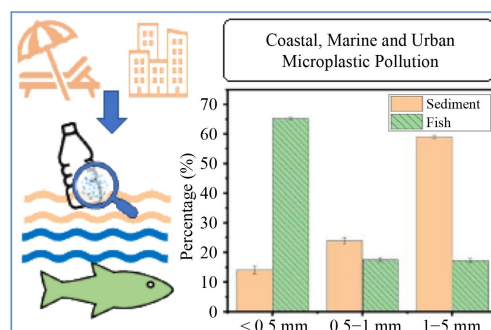 Coastal, Marine and Urban
Microplastic Pollution
Sediment
Fish
Percentage (%)
70
60
50
40
30
20
10
0
< 0.5 mm 0.5–1 mm 1–5 mm